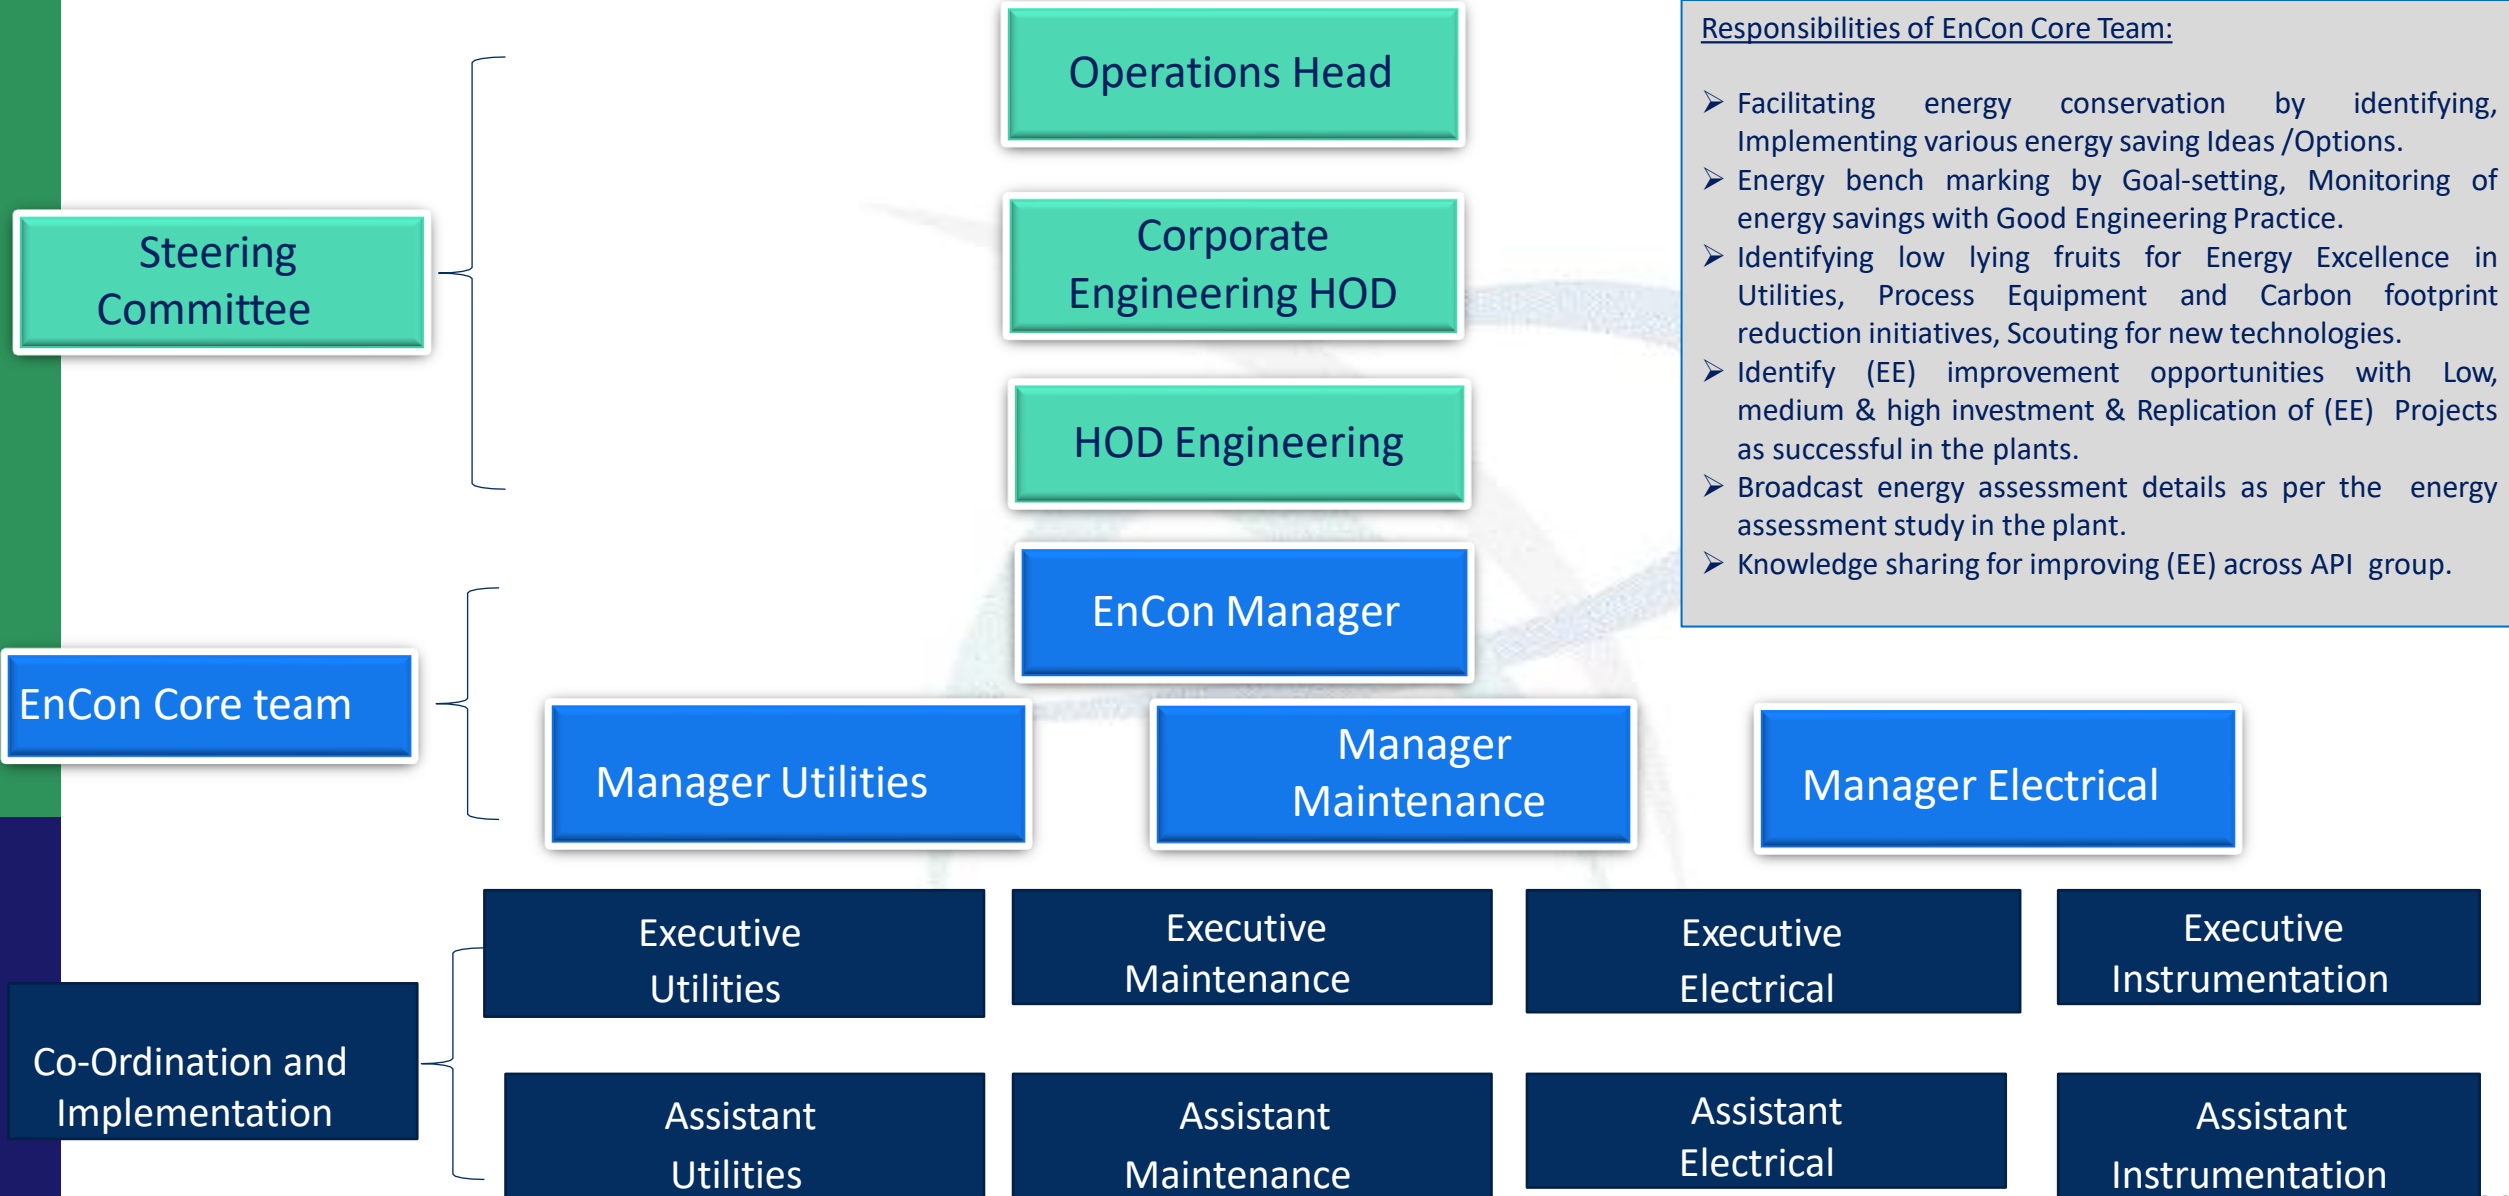 Operations Head
Corporate
Engineering HOD
HOD Engineering
Steering
Committee
Responsibilities of EnCon Core Team:
➢ Facilitating energy conservation by identifying,
Implementing various energy saving Ideas /Options.
➢ Energy bench marking by Goal-setting, Monitoring of
energy savings with Good Engineering Practice.
➢ Identifying low lying fruits for Energy Excellence in
Utilities, Process Equipment and Carbon footprint
reduction initiatives, Scouting for new technologies.
➢ Identify (EE) improvement opportunities with Low,
medium & high investment & Replication of (EE) Projects
as successful in the plants.
➢ Broadcast energy assessment details as per the energy
assessment study in the plant.
➢ Knowledge sharing for improving (EE) across API group.
EnCon Core team
EnCon Manager
Manager Utilities
Manager
Maintenance
Manager Electrical
Co-Ordination and
Implementation
Executive
Utilities
Executive
Maintenance
Executive
Electrical
Executive
Instrumentation
Assistant
Utilities
Assistant
Maintenance
Assistant
Electrical
Assistant
Instrumentation